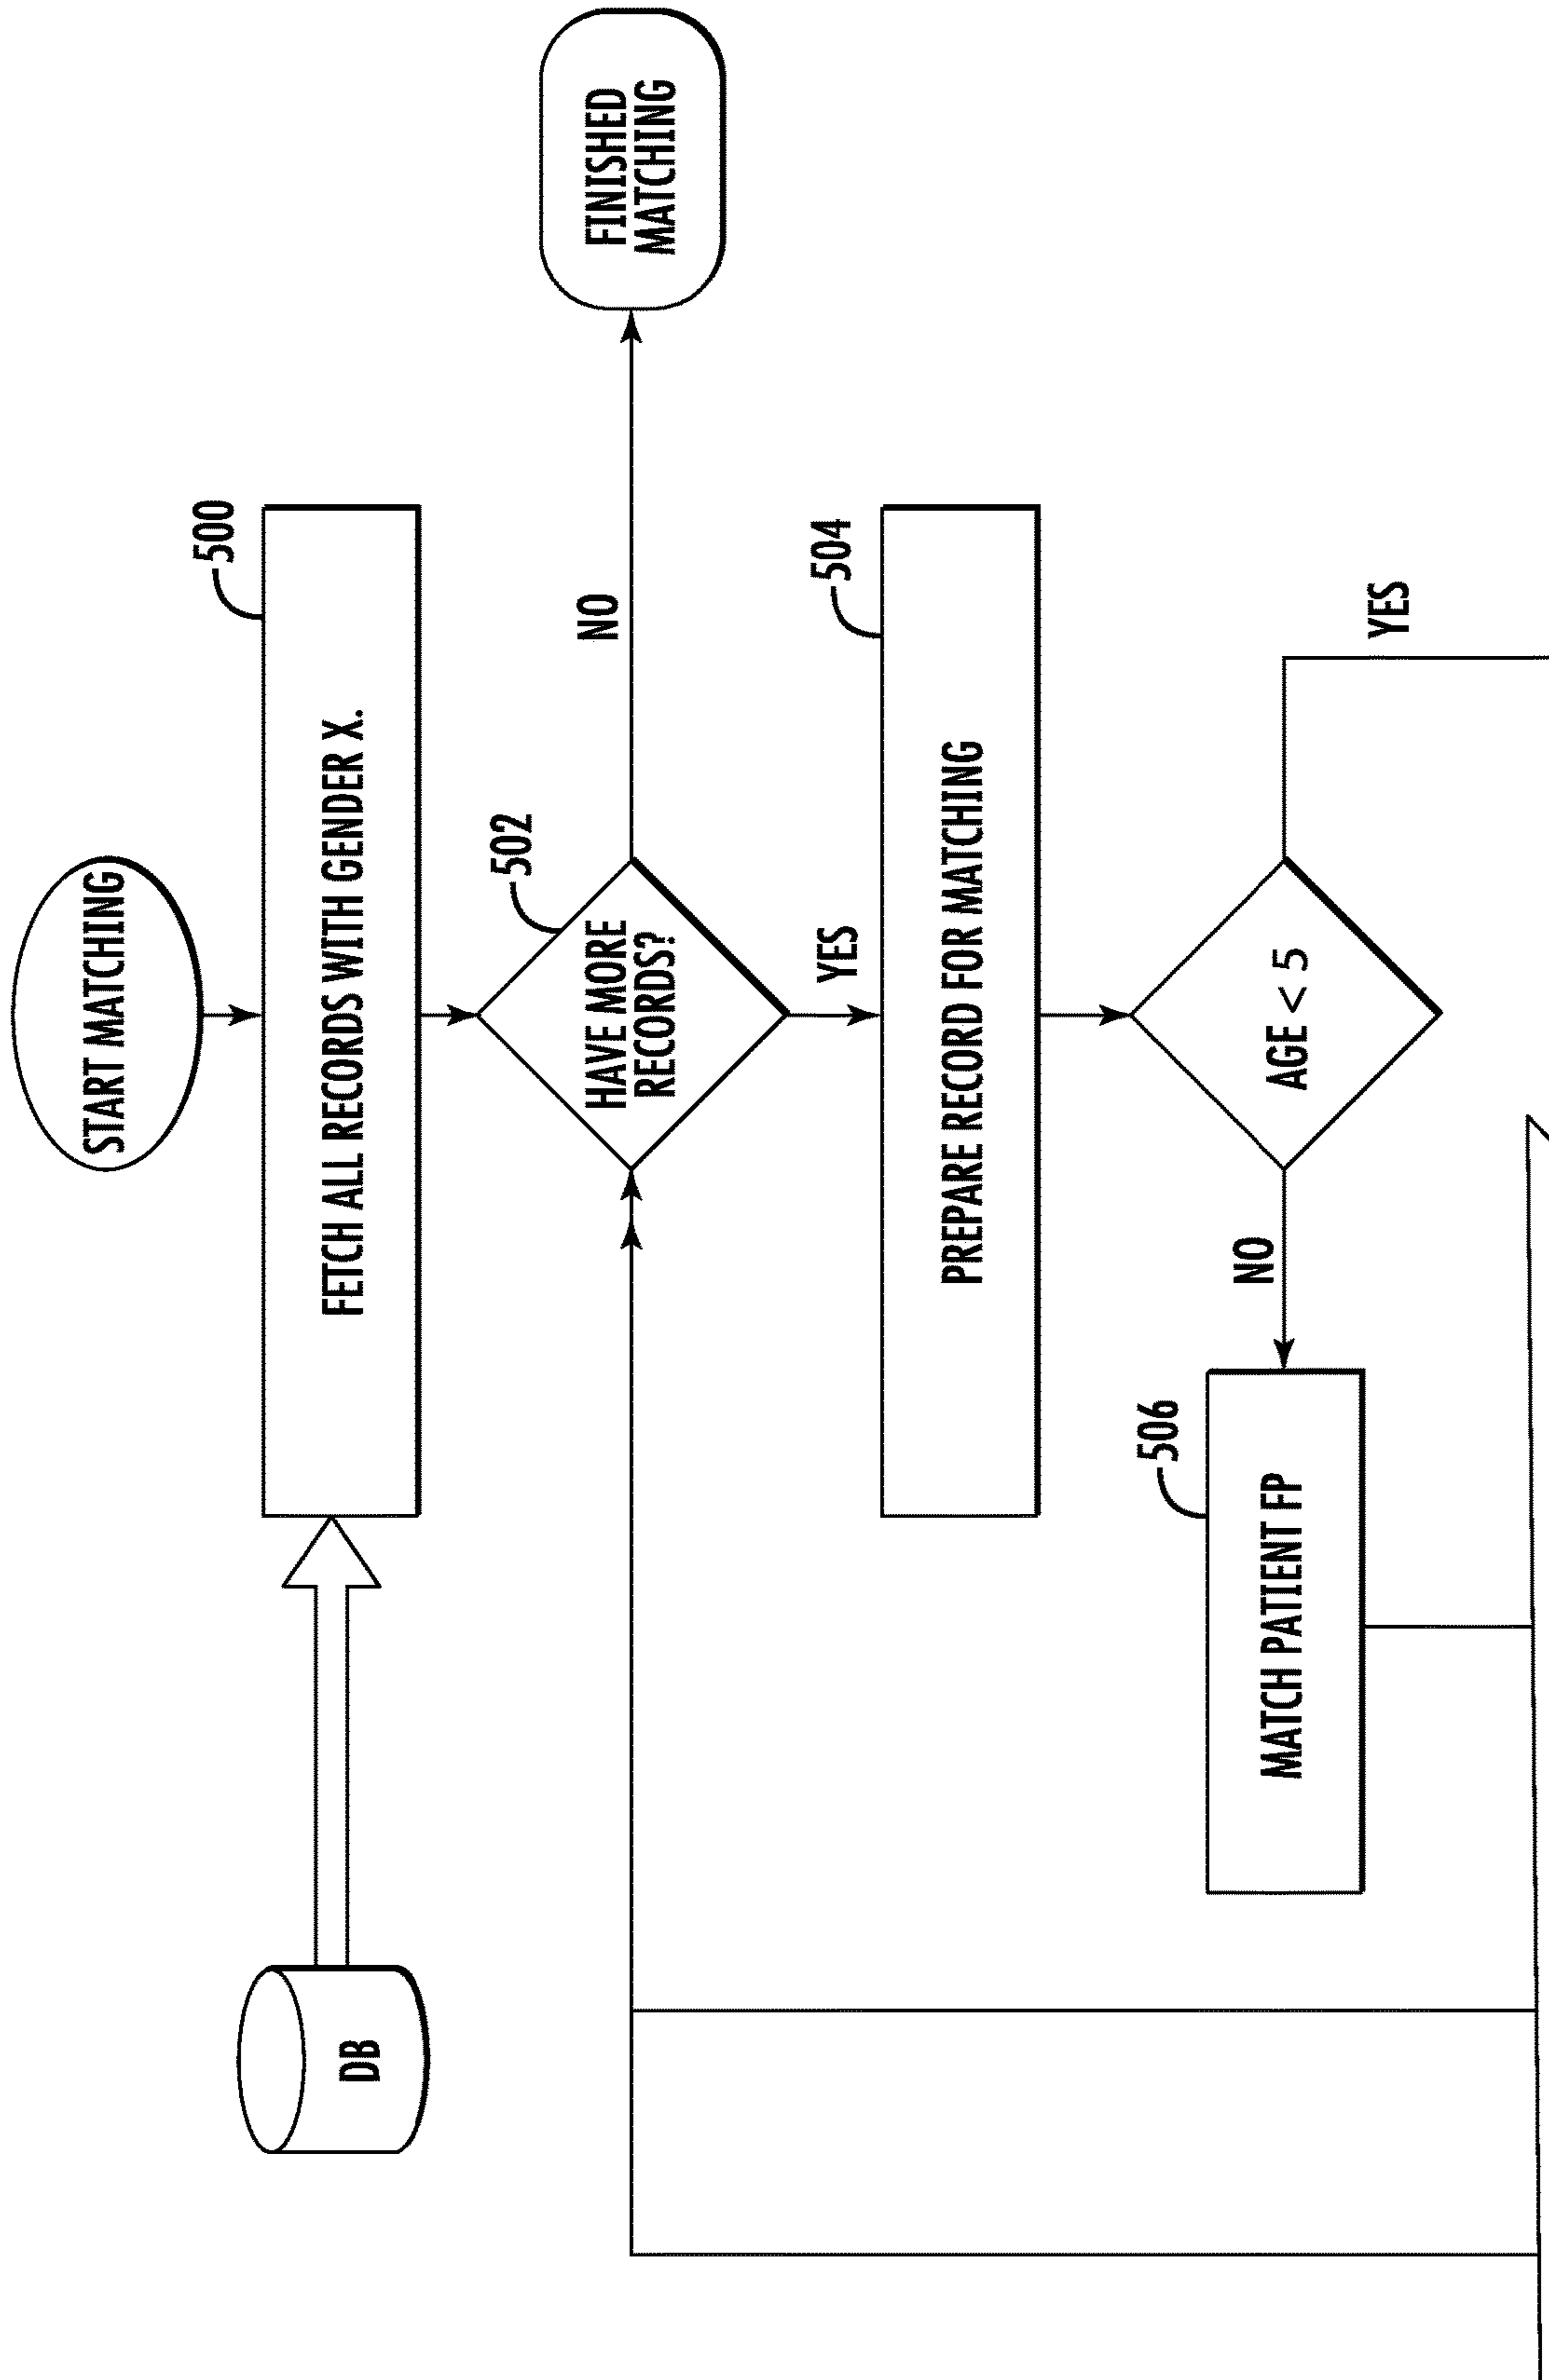 START MATCHING
500
FETCH ALL RECORDS WITH GENDER X.
DB
502
HAVE MORE
RECORDS?
NO
FINISHED
MATCHING
YES
504
PREPARE RECORD FOR MATCHING
AGE < 5
NO
YES
506
MATCH PATIENT FP